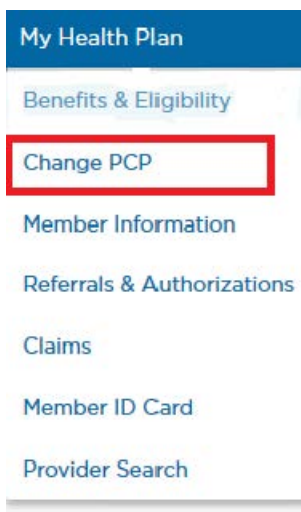 My Health Plan
Benefits & Eligibility
Change PCP
Member Information
Referrals & Authorizations
Claims
Member ID Card
Provider Search